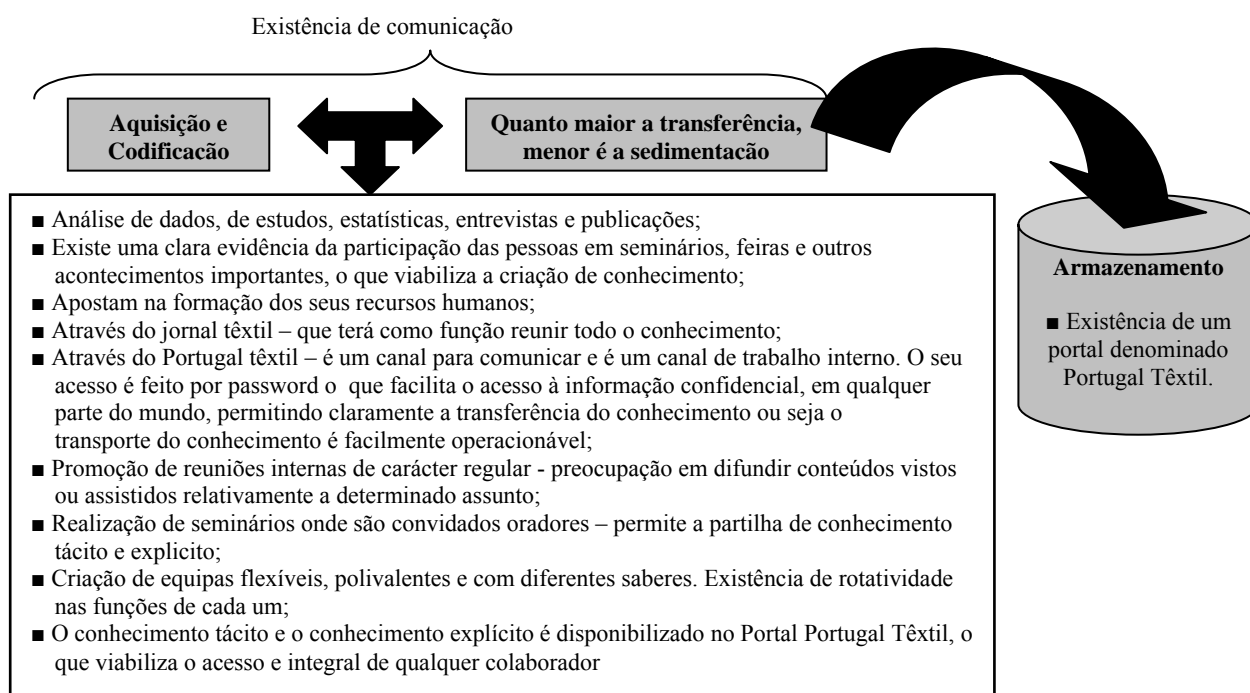 Existência de comunicação
Aquisição e
Codificacão
Quanto maior a transferência,
menor é a sedimentacão
■ Análise de dados, de estudos, estatísticas, entrevistas e publicações;
■ Existe uma clara evidência da participação das pessoas em seminários, feiras e outros
acontecimentos importantes, o que viabiliza a criação de conhecimento;
■ Apostam na formação dos seus recursos humanos;
■ Através do jornal têxtil – que terá como função reunir todo o conhecimento;
■ Através do Portugal têxtil – é um canal para comunicar e é um canal de trabalho interno. O seu
acesso é feito por password o que facilita o acesso à informação confidencial, em qualquer
parte do mundo, permitindo claramente a transferência do conhecimento ou seja o
transporte do conhecimento é facilmente operacionável;
■ Promoção de reuniões internas de carácter regular - preocupação em difundir conteúdos vistos
ou assistidos relativamente a determinado assunto;
■ Realização de seminários onde são convidados oradores – permite a partilha de conhecimento
tácito e explicito;
■ Criação de equipas flexíveis, polivalentes e com diferentes saberes. Existência de rotatividade
nas funções de cada um;
■ O conhecimento tácito e o conhecimento explícito é disponibilizado no Portal Portugal Têxtil, o
que viabiliza o acesso e integral de qualquer colaborador
Armazenamento
■ Existência de um
portal denominado
Portugal Têxtil.